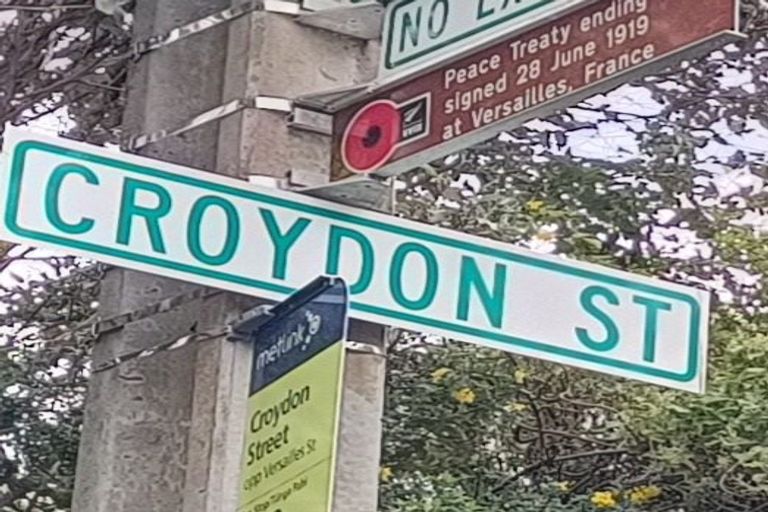 NO EX
Peace Treaty ending
signed 28 June 1919
at Versailles, France
CROYDON ST
metlink
Croydon
Street
opp Versailles St